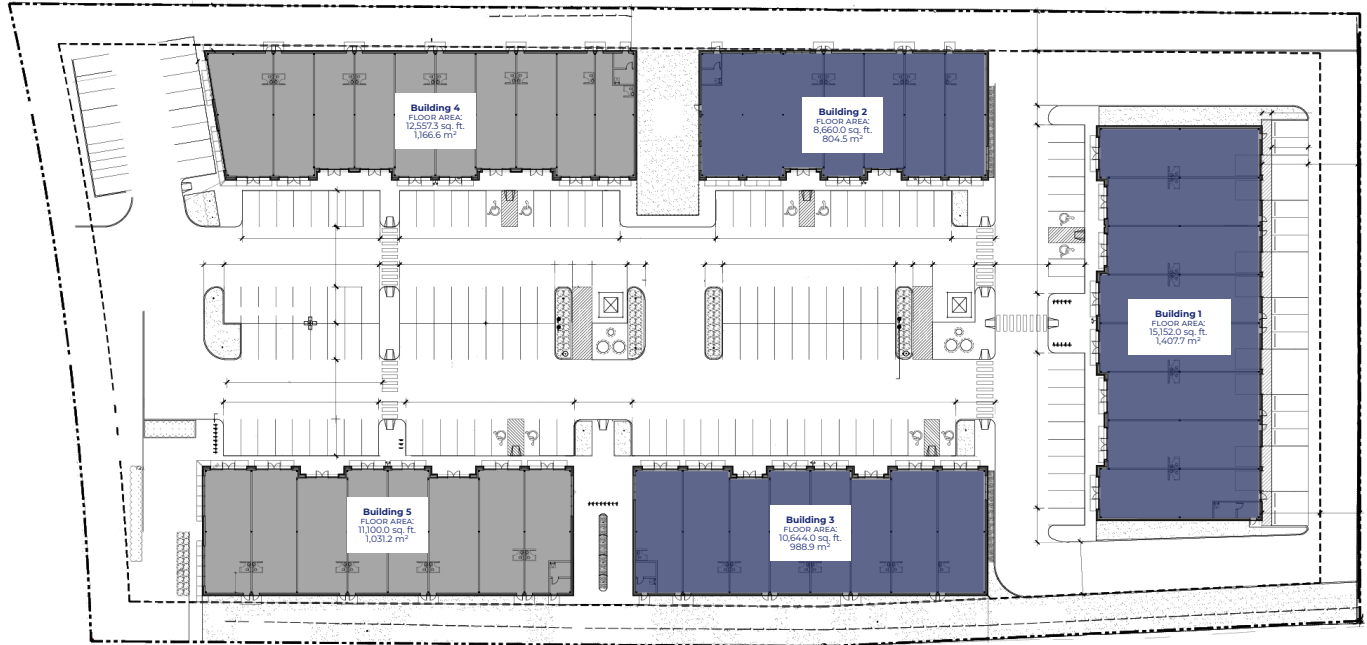 Building 4
FLOOR AREA:
12,557.3 sq. ft.
1,166.6 m²
Building 2
FLOOR AREA:
8,660.0 sq. ft.
804.5 m²
Building 1
FLOOR AREA:
15,152.0 sq. ft.
1,407.7 m²
Building 5
FLOOR AREA:
11,100.0 sq. ft.
1,031.2 m²
Building 3
FLOOR AREA:
10,644.0 sq. ft.
988.9 m²